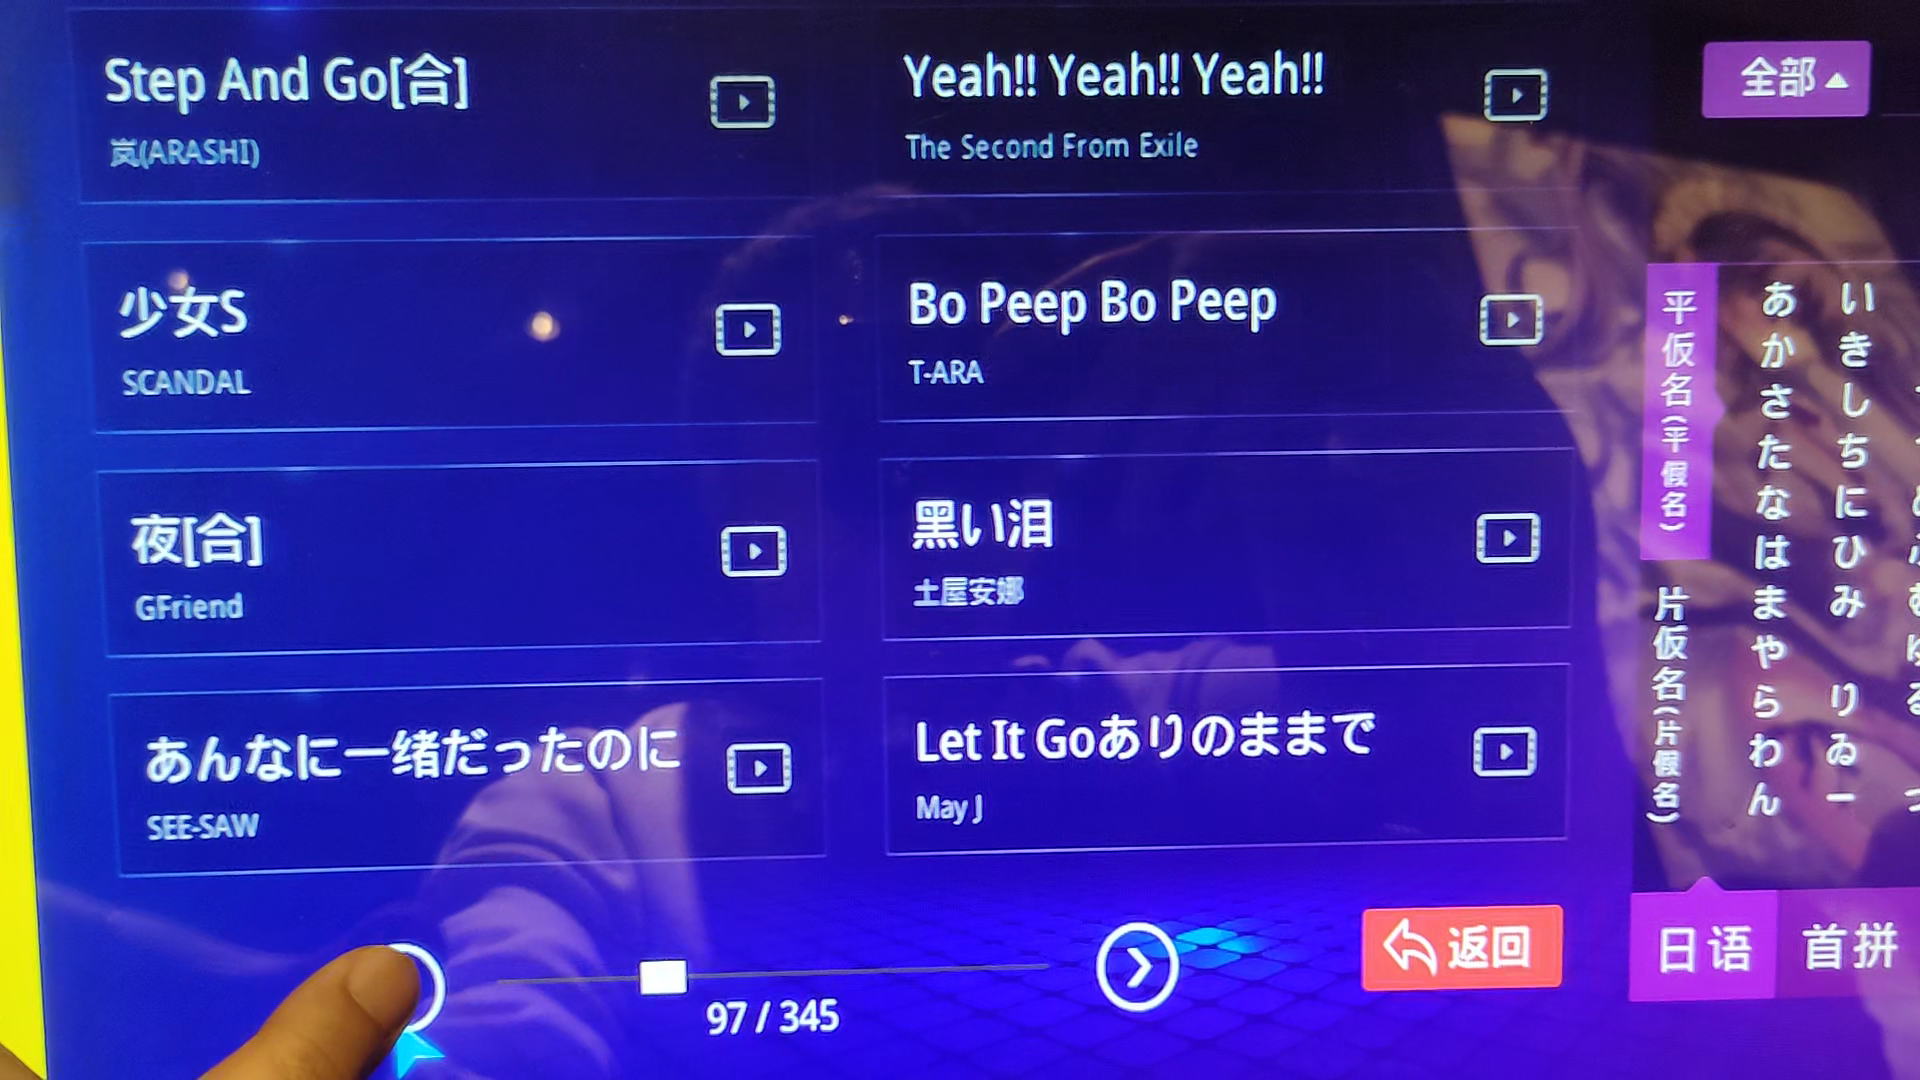 Step And Go[合]
岚(ARASHI)
Yeah!! Yeah!! Yeah!!
The Second From Exile
少女S
SCANDAL
Bo Peep Bo Peep
T-ARA
夜[合]
GFriend
黒い泪
土屋安娜
あんなに一绪だったのに
SEE-SAW
Let It Goありのままで
May J
97 / 345
返回
全部
平仮名(平假名)
片仮名(片假名)
あ い
か き
さ し
た ち
な に
は ひ
ま み
や
ら り
わ ゐ
ん ー
日语
首拼